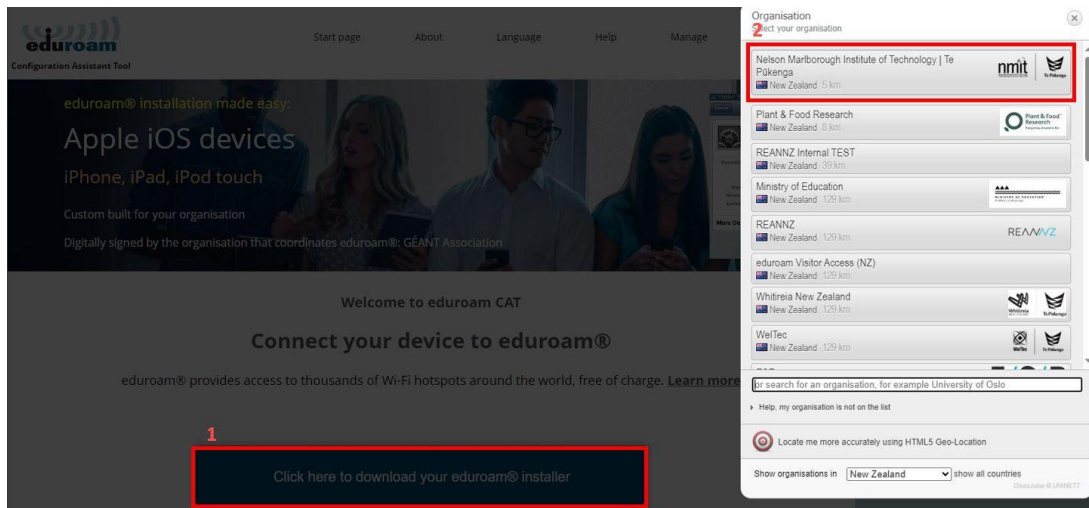 eduroam
Configuration Assistant Tool
Start page
About
Language
Help
Manage
eduroam® installation made easy:
Apple iOS devices
iPhone, iPad, iPod touch
Custom built for your organisation
Digitally signed by the organisation that coordinates eduroam®: GÉANT Association
Welcome to eduroam CAT
Connect your device to eduroam®
eduroam® provides access to thousands of Wi-Fi hotspots around the world, free of charge. Learn more
1
Click here to download your eduroam® installer
Organisation
2
Select your organisation
Nelson Marlborough Institute of Technology | Te
Pūkenga
New Zealand 5 km
nmit
Te Pūkenga
Plant & Food Research
New Zealand 8 km
Plant & Food
Research
REANNZ Internal TEST
New Zealand 39 km
Ministry of Education
New Zealand 129 km
REANNZ
New Zealand 129 km
REANNZ
eduroam Visitor Access (NZ)
New Zealand 129 km
Whitireia New Zealand
New Zealand 129 km
Whitireia
Te Pūkenga
WelTec
New Zealand 129 km
WelTec
Te Pūkenga
or search for an organisation, for example University of Oslo
Help, my organisation is not on the list
Locate me more accurately using HTML5 Geo-Location
Show organisations in New Zealand show all countries
DiscoJuice © UNINETT